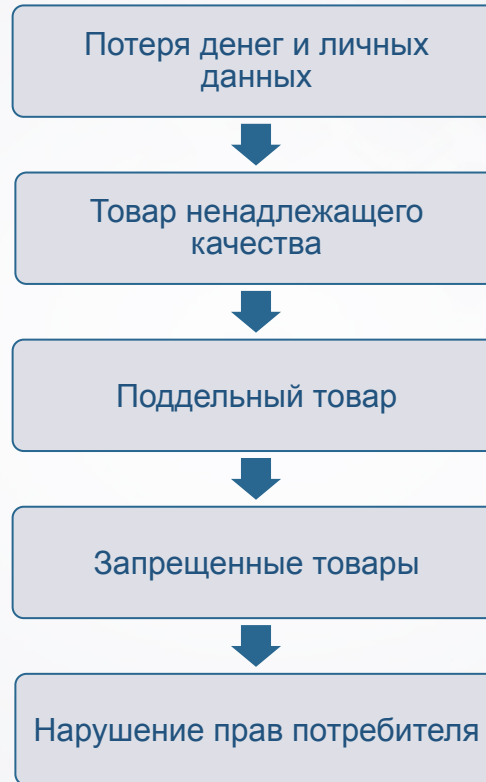 Потеря денег и личных
данных
Товар ненадлежащего
качества
Поддельный товар
Запрещенные товары
Нарушение прав потребителя